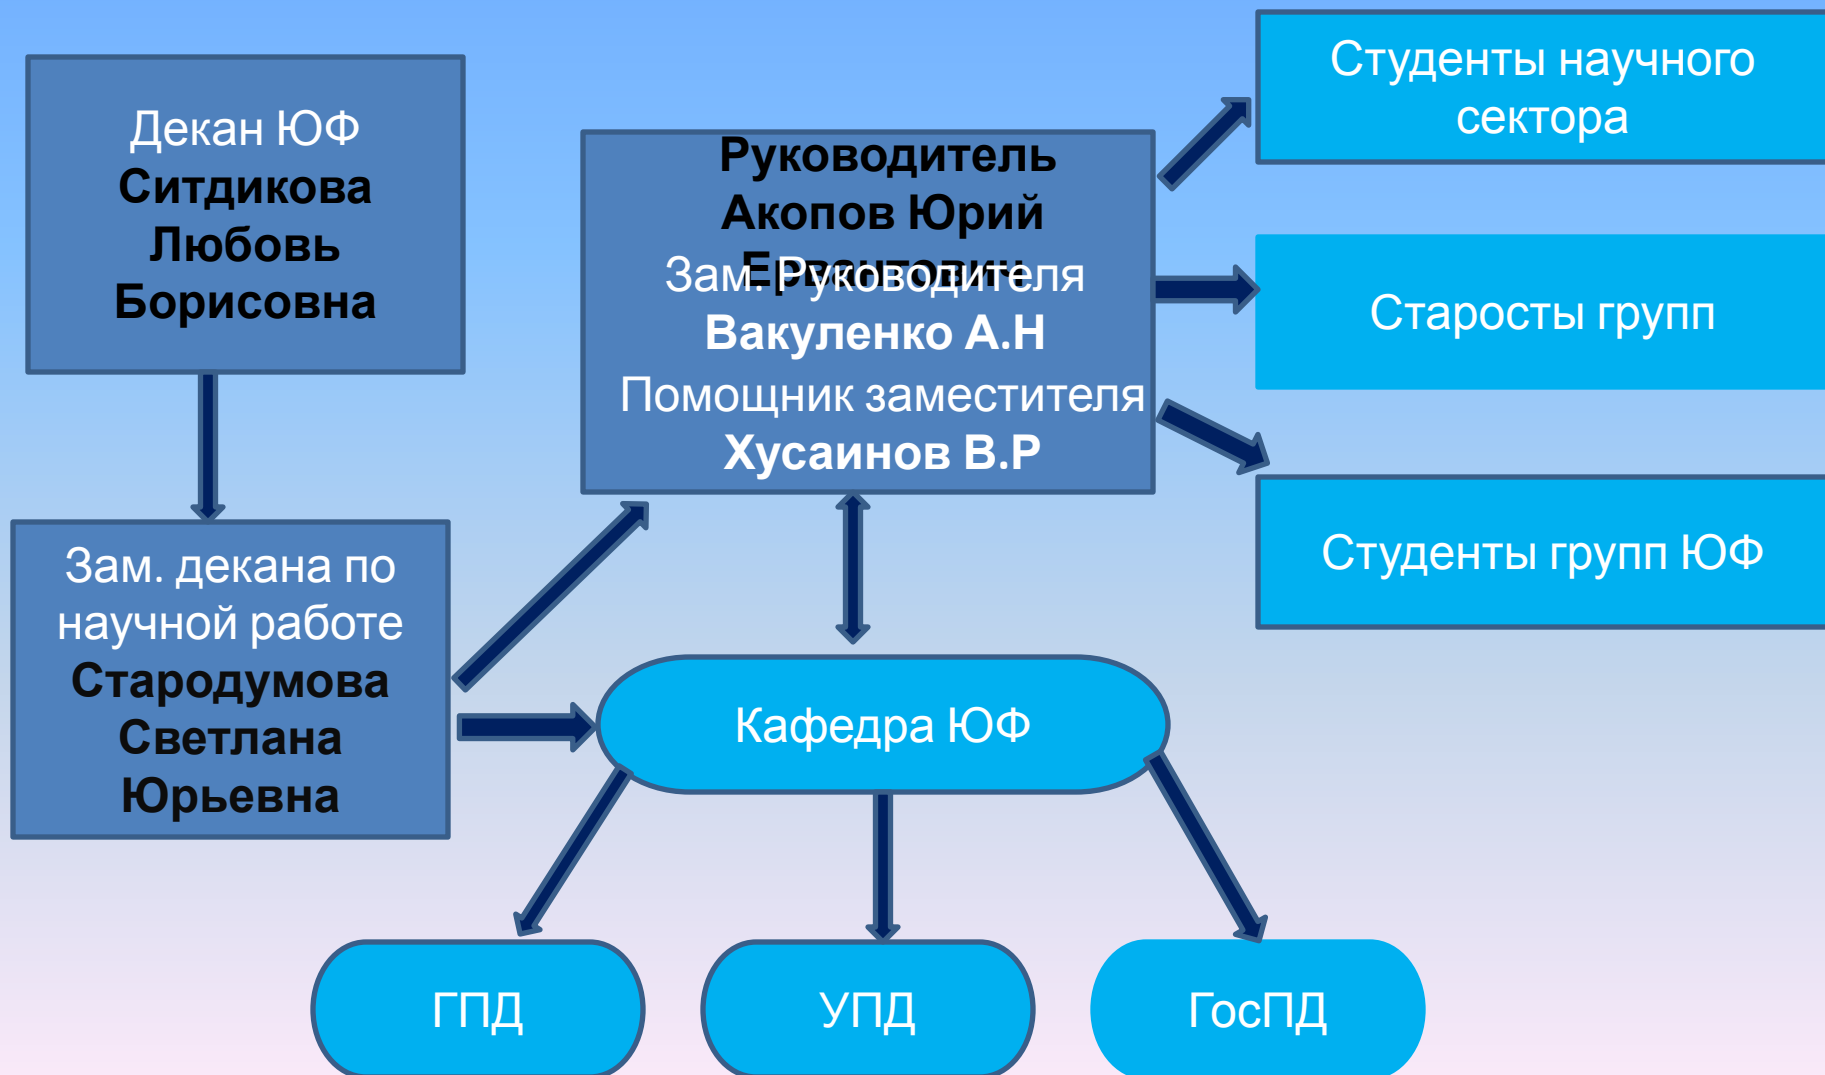 Декан ЮФ
Ситдикова
Любовь
Борисовна
Зам. декана по
научной работе
Стародумова
Светлана
Юрьевна
Руководитель
Акопов Юрий
Ервантович
Зам. Руководителя
Вакуленко А.Н
Помощник заместителя
Хусаинов В.Р
Студенты научного
сектора
Старосты групп
Студенты групп ЮФ
Кафедра ЮФ
ГПД
УПД
ГосПД